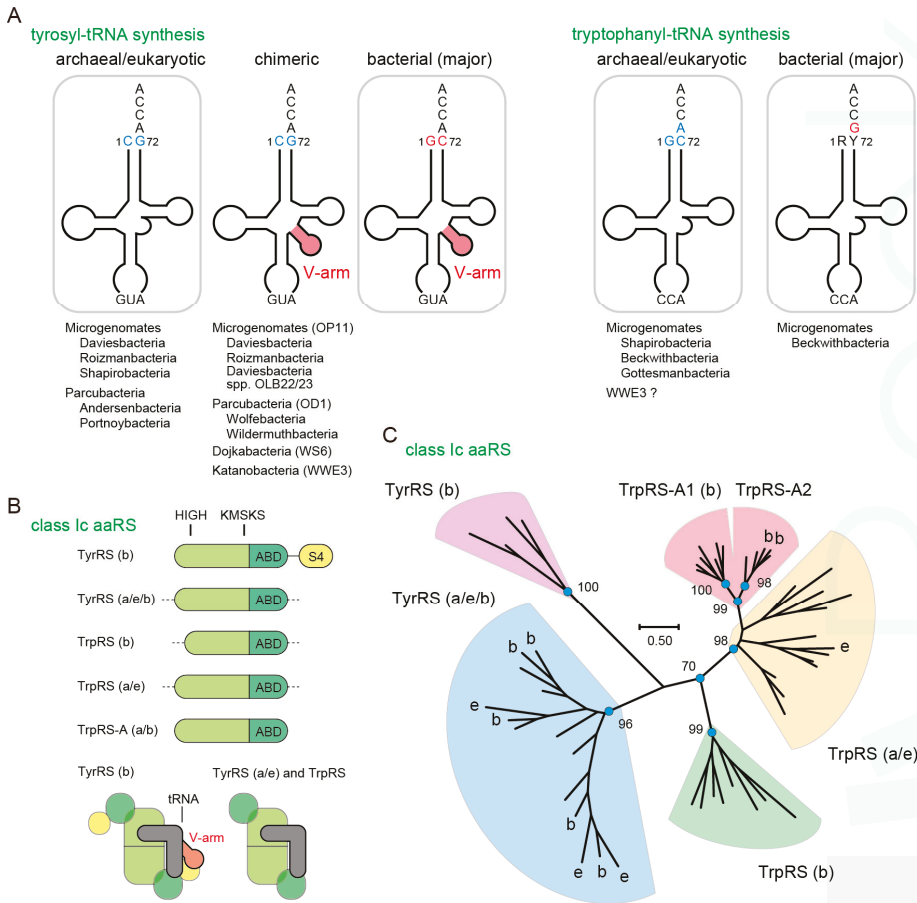 A
tyrosyl-tRNA synthesis
archaeal/eukaryotic
chimeric
bacterial (major)
A
C
C
A
1 C G 72
GUA
A
C
C
A
1 C G 72
V-arm
GUA
A
C
C
A
1 G C 72
V-arm
GUA
Microgenomates
Daviesbacteria
Roizmanbacteria
Shapirobacteria
Parcubacteria
Andersenbacteria
Portnoybacteria
Microgenomates (OP11)
Daviesbacteria
Roizmanbacteria
Daviesbacteria
spp. OLB22/23
Parcubacteria (OD1)
Wolfebacteria
Wildermuthbacteria
Dojkabacteria (WS6)
Katanobacteria (WWE3)
tryptophanyl-tRNA synthesis
archaeal/eukaryotic
bacterial (major)
A
C
C
A
1 G C 72
CCA
A
C
C
G
1 R Y 72
CCA
Microgenomates
Shapirobacteria
Beckwithbacteria
Gottesmanbacteria
WWE3 ?
Microgenomates
Beckwithbacteria
B
class Ic aaRS
HIGH KMSKS
TyrRS (b) ABD S4
TyrRS (a/e/b) ABD
TrpRS (b) ABD
TrpRS (a/e) ABD
TrpRS-A (a/b) ABD
TyrRS (b)
TyrRS (a/e) and TrpRS
tRNA
V-arm
C
class Ic aaRS
TyrRS (b)
100
TyrRS (a/e/b)
b
b
e
b
96
b
e
b
e
0.50
TrpRS-A1 (b)
TrpRS-A2
b
b
100
98
99
98
e
70
TrpRS (a/e)
99
TrpRS (b)